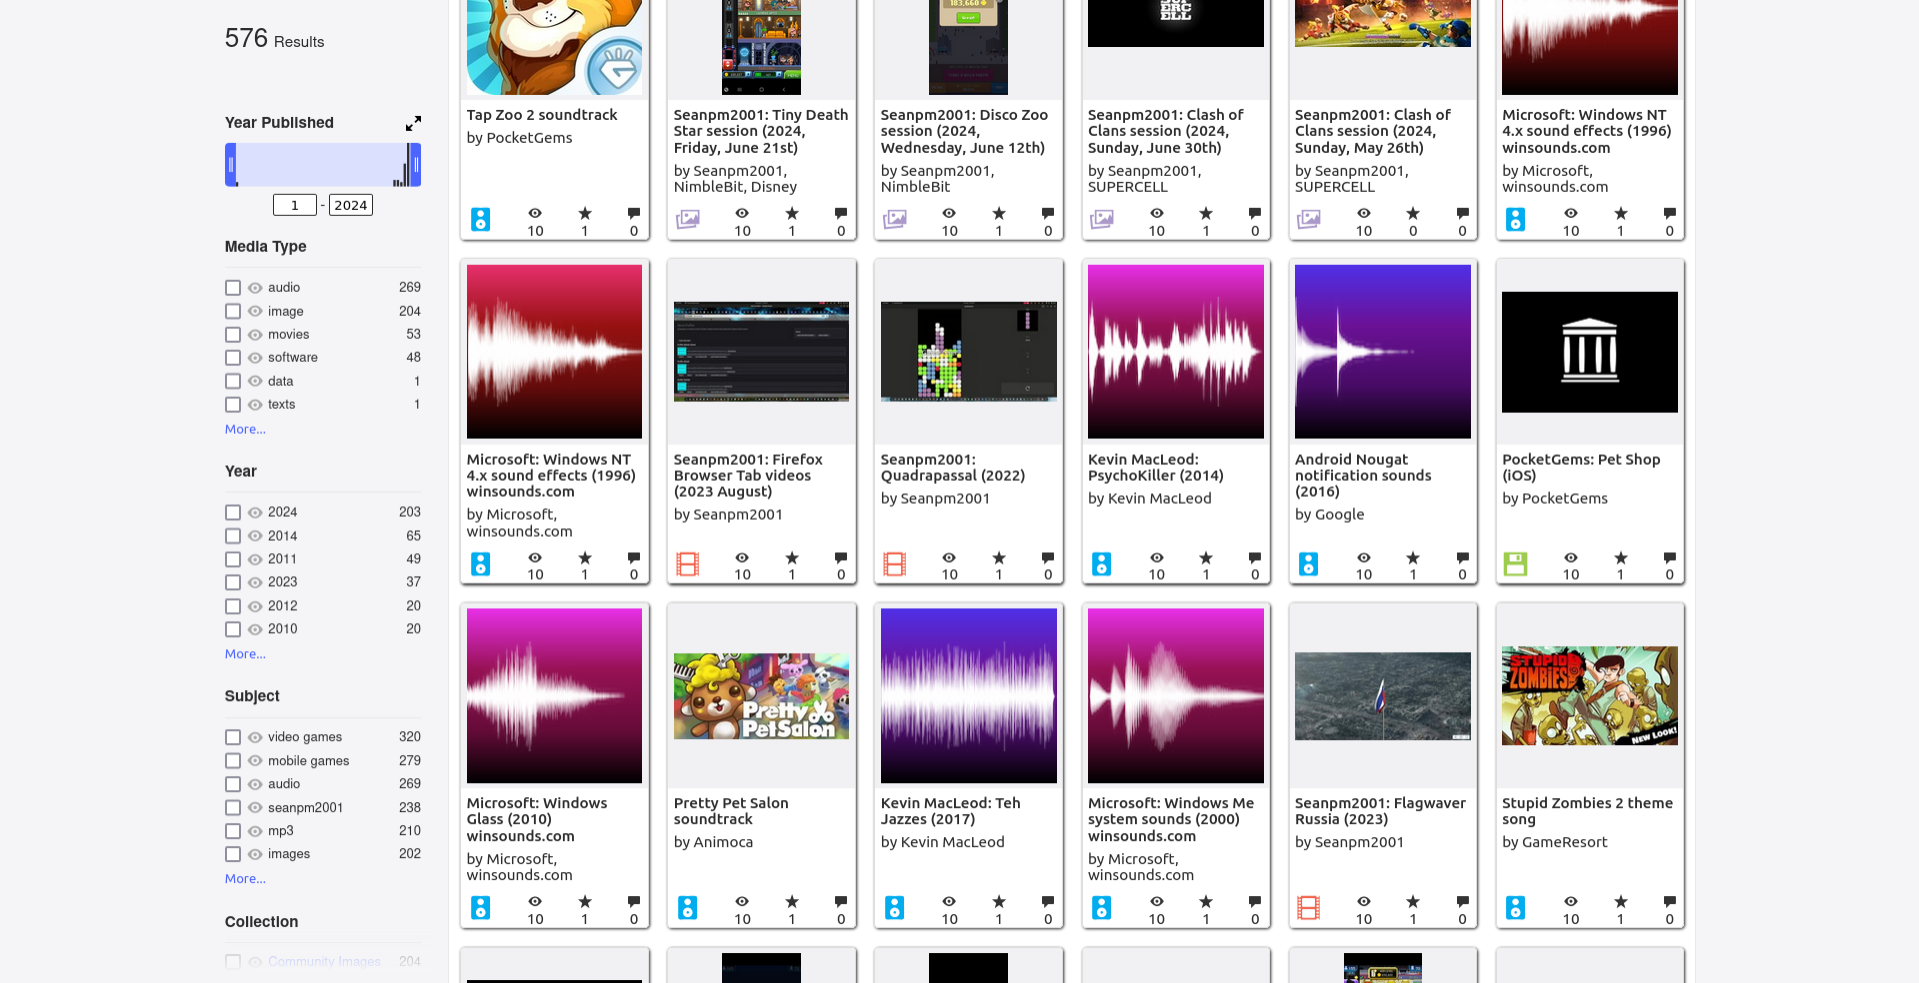 576 Results
Year Published
1 - 2024
Media Type
audio 269
image 204
movies 53
software 48
data 1
texts 1
More...
Year
2024 203
2014 65
2011 49
2023 37
2012 20
2010 20
More...
Subject
video games 320
mobile games 279
audio 269
seanpm2001 238
mp3 210
images 202
More...
Collection
Community Images 204
183,660
SUP
ERC
ELL
Tap Zoo 2 soundtrack
by PocketGems
10 1 0
Seanpm2001: Tiny Death
Star session (2024,
Friday, June 21st)
by Seanpm2001,
NimbleBit, Disney
10 1 0
Seanpm2001: Disco Zoo
session (2024,
Wednesday, June 12th)
by Seanpm2001,
NimbleBit
10 1 0
Seanpm2001: Clash of
Clans session (2024,
Sunday, June 30th)
by Seanpm2001,
SUPERCELL
10 1 0
Seanpm2001: Clash of
Clans session (2024,
Sunday, May 26th)
by Seanpm2001,
SUPERCELL
10 0 0
Microsoft: Windows NT
4.x sound effects (1996)
winsounds.com
by Microsoft,
winsounds.com
10 1 0
Microsoft: Windows NT
4.x sound effects (1996)
winsounds.com
by Microsoft,
winsounds.com
10 1 0
Seanpm2001: Firefox
Browser Tab videos
(2023 August)
by Seanpm2001
10 1 0
Seanpm2001:
Quadrapassal (2022)
by Seanpm2001
10 1 0
Kevin MacLeod:
PsychoKiller (2014)
by Kevin MacLeod
10 1 0
Android Nougat
notification sounds
(2016)
by Google
10 1 0
PocketGems: Pet Shop
(iOS)
by PocketGems
10 1 0
Microsoft: Windows
Glass (2010)
winsounds.com
by Microsoft,
winsounds.com
10 1 0
Pretty
PetSalon
Pretty Pet Salon
soundtrack
by Animoca
10 1 0
Kevin MacLeod: Teh
Jazzes (2017)
by Kevin MacLeod
10 1 0
Microsoft: Windows Me
system sounds (2000)
winsounds.com
by Microsoft,
winsounds.com
10 1 0
Seanpm2001: Flagwaver
Russia (2023)
by Seanpm2001
10 1 0
STUPID
ZOMBIES
NEW LOOK!
Stupid Zombies 2 theme
song
by GameResort
10 1 0